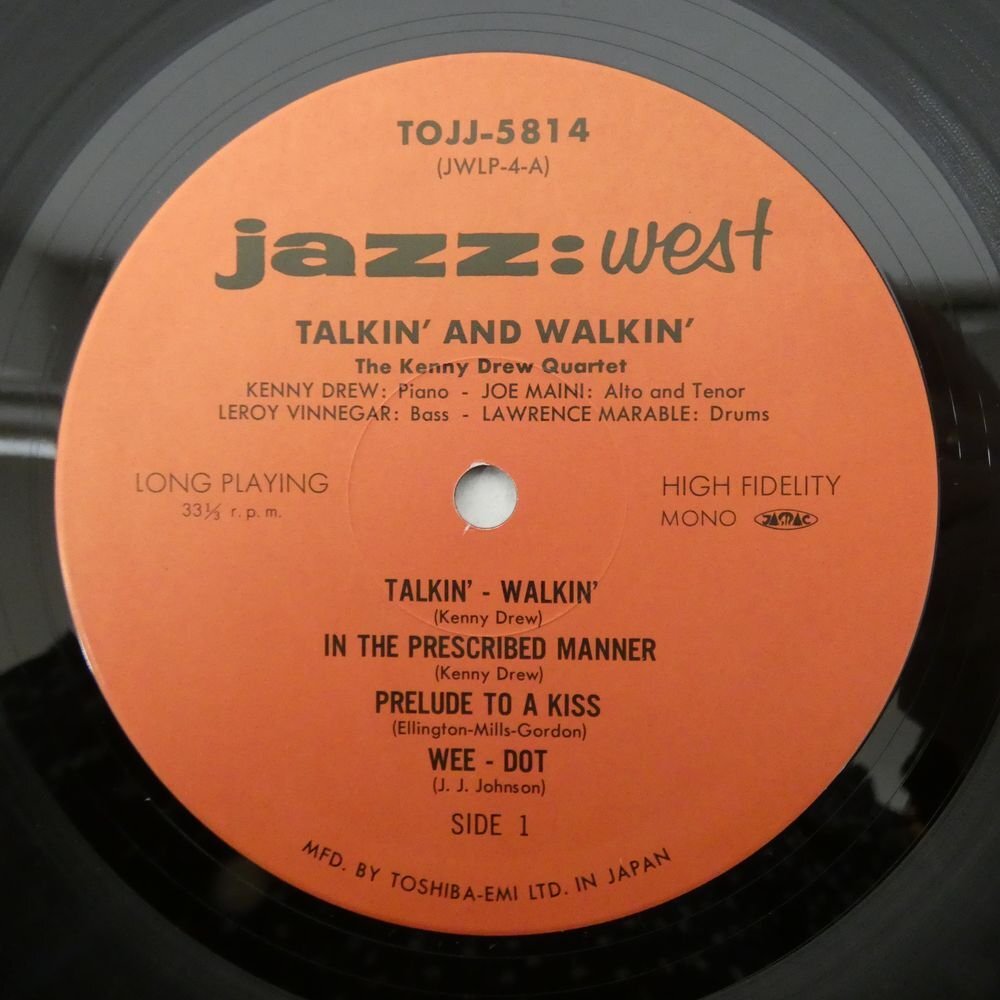 TOJJ-5814
(JWLP-4-A)
jazz: west
TALKIN' AND WALKIN'
The Kenny Drew Quartet
KENNY DREW: Piano - JOE MAINI: Alto and Tenor
LEROY VINNEGAR: Bass - LAWRENCE MARABLE: Drums
LONG PLAYING
33⅓ r.p.m.
HIGH FIDELITY
MONO JASRAC
TALKIN' - WALKIN'
(Kenny Drew)
IN THE PRESCRIBED MANNER
(Kenny Drew)
PRELUDE TO A KISS
(Ellington-Mills-Gordon)
WEE - DOT
(J. J. Johnson)
SIDE 1
MFD. BY TOSHIBA-EMI LTD. IN JAPAN